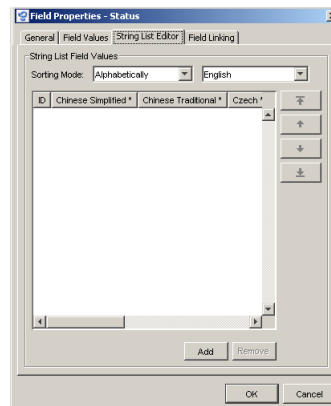 Field Properties - Status
General Field Values String List Editor Field Linking
String List Field Values
Sorting Mode: Alphabetically English
ID Chinese Simplified * Chinese Traditional * Czech *
Add Remove
OK Cancel